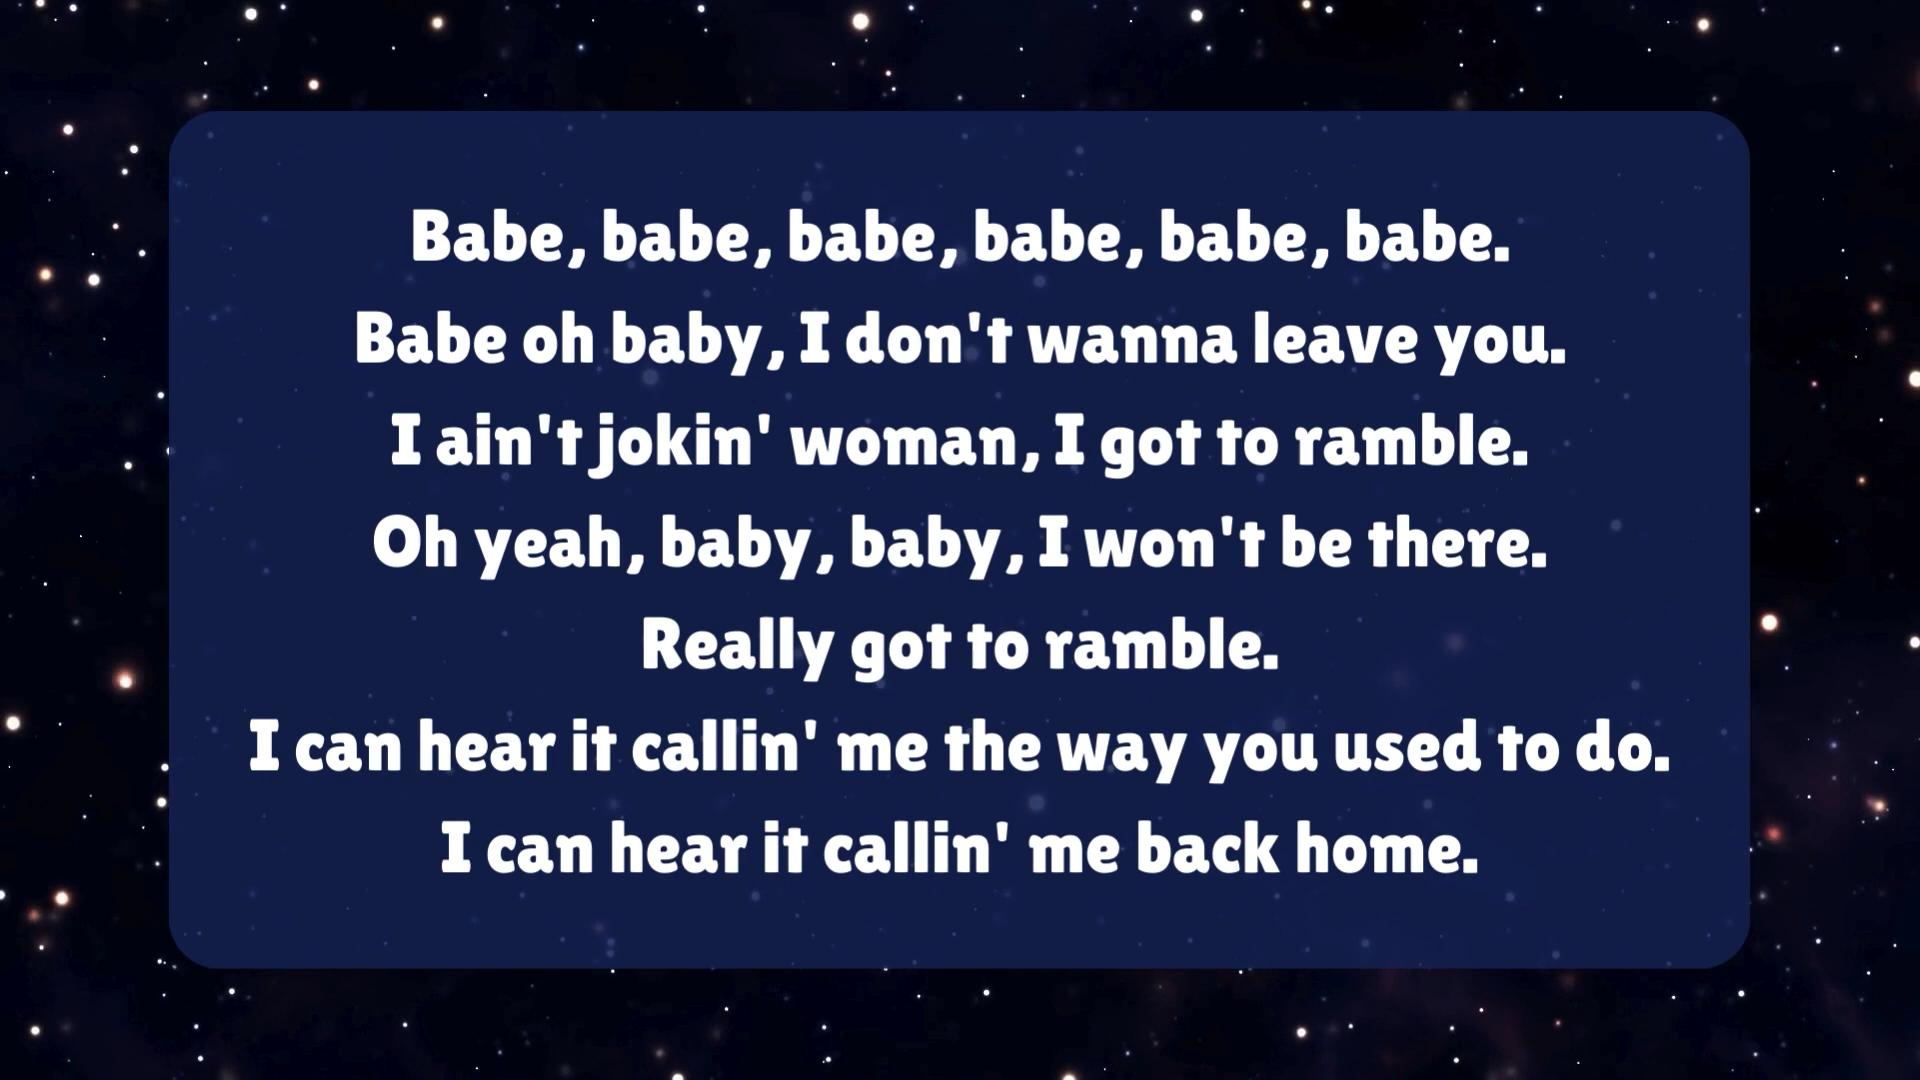 Babe, babe, babe, babe, babe, babe.
Babe oh baby, I don't wanna leave you.
I ain't jokin' woman, I got to ramble.
Oh yeah, baby, baby, I won't be there.
Really got to ramble.
I can hear it callin' me the way you used to do.
I can hear it callin' me back home.